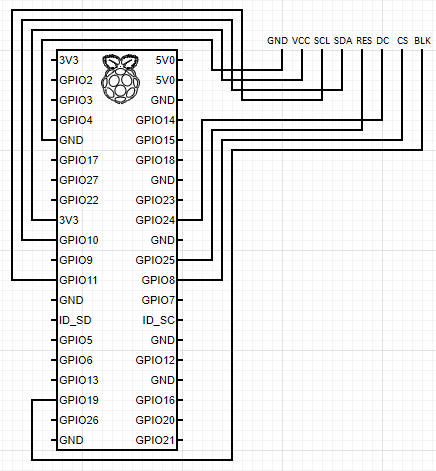 GND VCC SCL SDA RES DC CS BLK
3V3 5V0
GPIO2 5V0
GPIO3 GND
GPIO4 GPIO14
GND GPIO15
GPIO17 GPIO18
GPIO27 GND
GPIO22 GPIO23
3V3 GPIO24
GPIO10 GND
GPIO9 GPIO25
GPIO11 GPIO8
GND GPIO7
ID_SD ID_SC
GPIO5 GND
GPIO6 GPIO12
GPIO13 GND
GPIO19 GPIO16
GPIO26 GPIO20
GND GPIO21